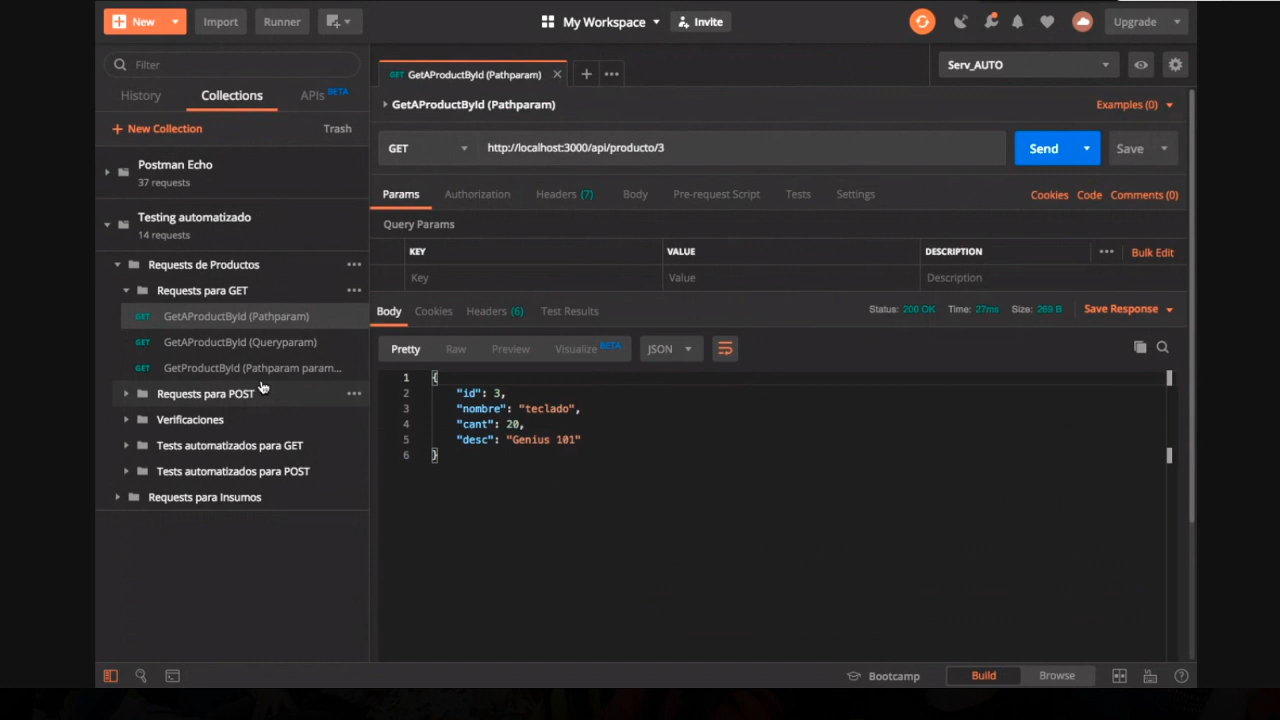 New
Import
Runner
My Workspace
Invite
Upgrade
Filter
History
Collections
APIs BETA
New Collection
Trash
Postman Echo
37 requests
Testing automatizado
14 requests
Requests de Productos
Requests para GET
GET GetAProductById (Pathparam)
GET GetAProductById (Queryparam)
GET GetProductById (Pathparam param...
Requests para POST
Verificaciones
Tests automatizados para GET
Tests automatizados para POST
Requests para Insumos
GET GetAProductById (Pathparam)
Serv_AUTO
GetAProductById (Pathparam)
Examples (0)
GET
http://localhost:3000/api/producto/3
Send
Save
Params
Authorization
Headers (7)
Body
Pre-request Script
Tests
Settings
Cookies
Code
Comments (0)
Query Params
KEY
VALUE
DESCRIPTION
Bulk Edit
Key
Value
Description
Body
Cookies
Headers (6)
Test Results
Status: 200 OK
Time: 27ms
Size: 269 B
Save Response
Pretty
Raw
Preview
Visualize BETA
JSON
1 {
2 "id": 3,
3 "nombre": "teclado",
4 "cant": 20,
5 "desc": "Genius 101"
6 }
Bootcamp
Build
Browse